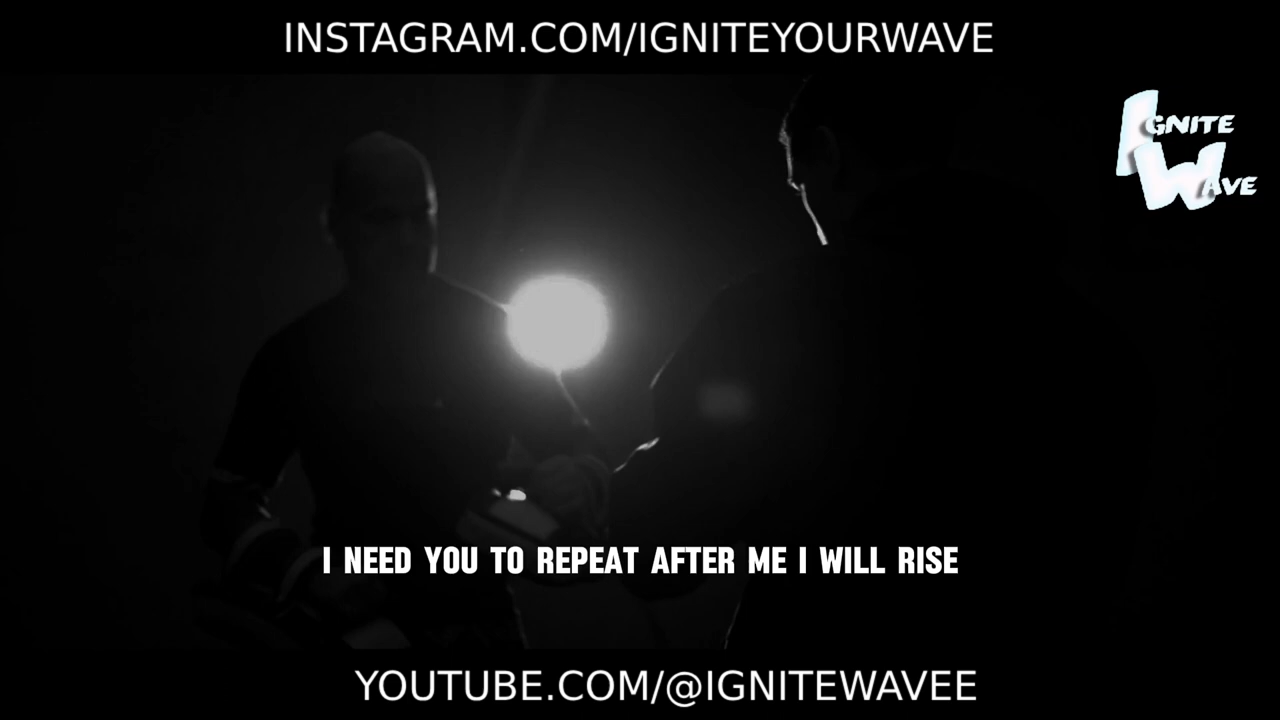 INSTAGRAM.COM/IGNITEYOURWAVE
IGNITE
WAVE
I NEED YOU TO REPEAT AFTER ME I WILL RISE
YOUTUBE.COM/@IGNITEWAVEE